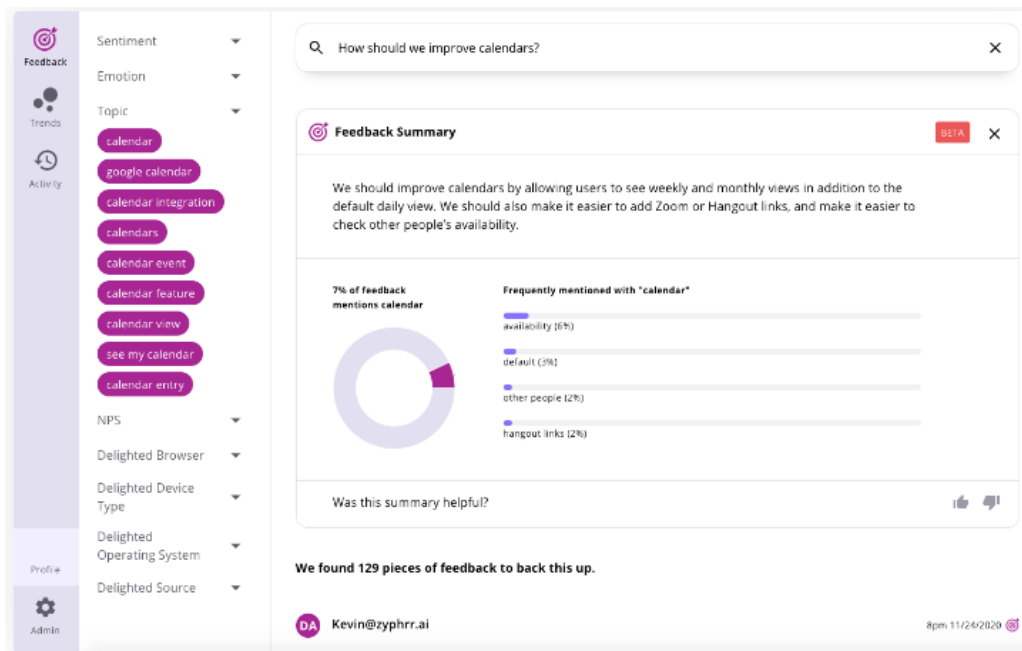 Feedback
Trends
Activity
Profile
Admin
Sentiment
Emotion
Topic
calendar
google calendar
calendar integration
calendars
calendar event
calendar feature
calendar view
see my calendar
calendar entry
NPS
Delighted Browser
Delighted Device
Type
Delighted
Operating System
Delighted Source
How should we improve calendars?
Feedback Summary
BETA
We should improve calendars by allowing users to see weekly and monthly views in addition to the
default daily view. We should also make it easier to add Zoom or Hangout links, and make it easier to
check other people's availability.
7% of feedback
mentions calendar
Frequently mentioned with "calendar"
availability (6%)
default (3%)
other people (2%)
hangout links (2%)
Was this summary helpful?
We found 129 pieces of feedback to back this up.
DA
Kevin@zyphrr.ai
8pm 11/24/2020